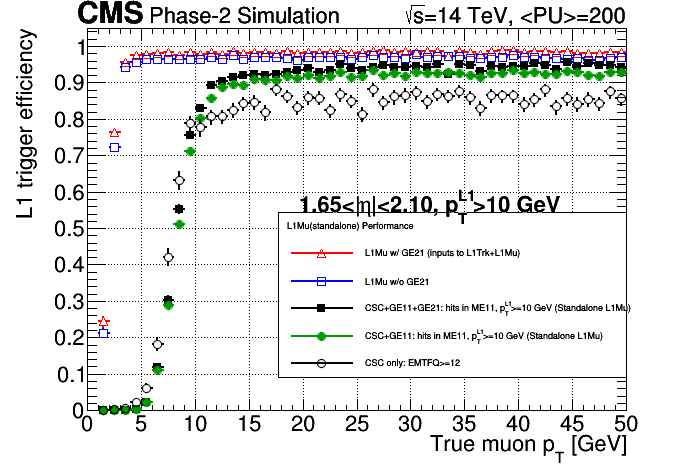 CMS Phase-2 Simulation √s=14 TeV, <PU>=200
L1 trigger efficiency
1
0.9
0.8
0.7
0.6
0.5
0.4
0.3
0.2
0.1
0
1.65<|η|<2.10, p_T^L1>10 GeV
L1Mu(standalone) Performance
L1Mu w/ GE21 (inputs to L1Trk+L1Mu)
L1Mu w/o GE21
CSC+GE11+GE21: hits in ME11, p_T^L1>=10 GeV (Standalone L1Mu)
CSC+GE11: hits in ME11, p_T^L1>=10 GeV (Standalone L1Mu)
CSC only: EMTFQ>=12
0 5 10 15 20 25 30 35 40 45 50
True muon p_T [GeV]